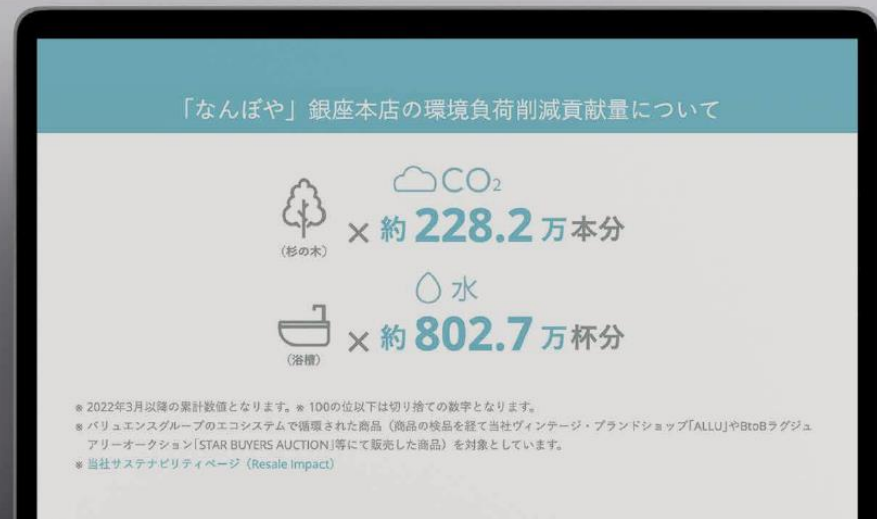 「なんぼや」銀座本店の環境負荷削減貢献量について
CO₂
(杉の木)
× 約 228.2 万本分
水
(浴槽)
× 約 802.7 万杯分
※ 2022年3月以降の累計数値となります。※ 100の位以下は切り捨ての数字となります。
※ バリュエンスグループのエコシステムで循環された商品（商品の検品を経て当社ヴィンテージ・ブランドショップ「ALLU」やBtoBラグジュ
アリーオークション「STAR BUYERS AUCTION」等にて販売した商品）を対象としています。
※ 当社サステナビリティページ（Resale Impact）